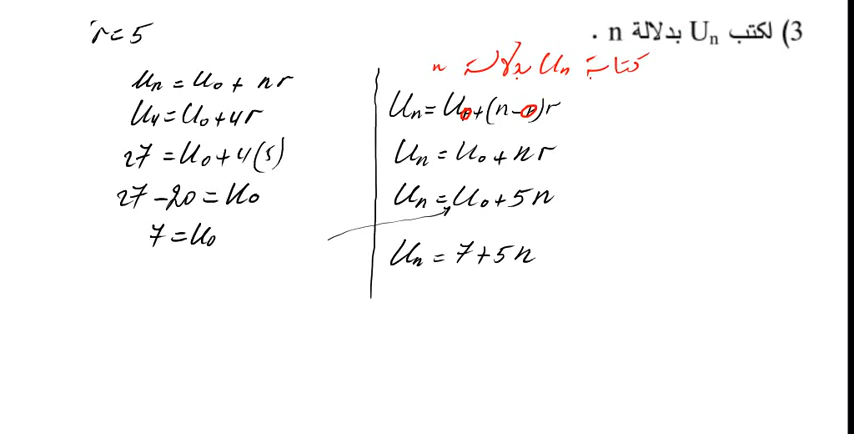 3) لكتب Un بدلالة n .
r = 5
كتابة Un بدلالة n
Un = U0 + nr
U4 = U0 + 4r
27 = U0 + 4(5)
27 - 20 = U0
7 = U0
Un = U0 + (n-0)r
Un = U0 + nr
Un = U0 + 5n
Un = 7 + 5n